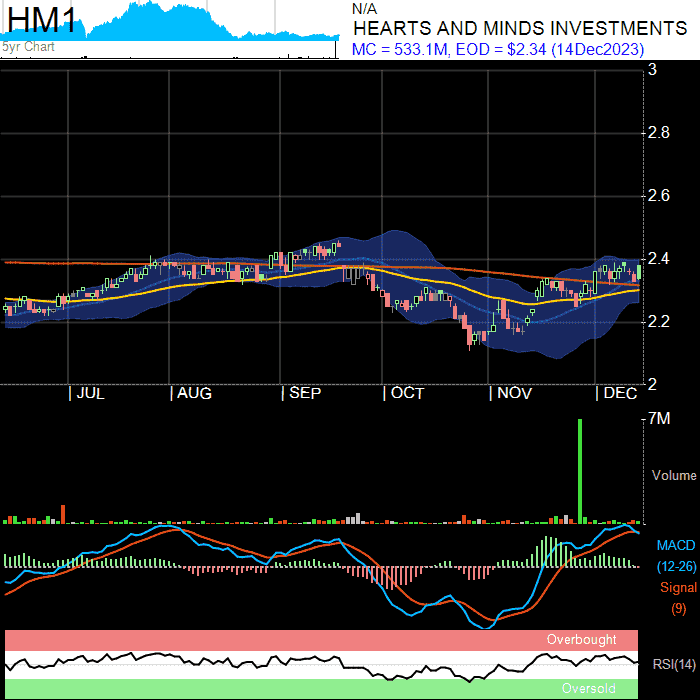 HM1
N/A
HEARTS AND MINDS INVESTMENTS
5yr Chart
MC = 533.1M, EOD = $2.34 (14Dec2023)
3
2.8
2.6
2.4
2.2
2
| JUL | AUG | SEP | OCT | NOV | DEC
7M
Volume
MACD
(12-26)
Signal
(9)
Overbought
RSI(14)
Oversold